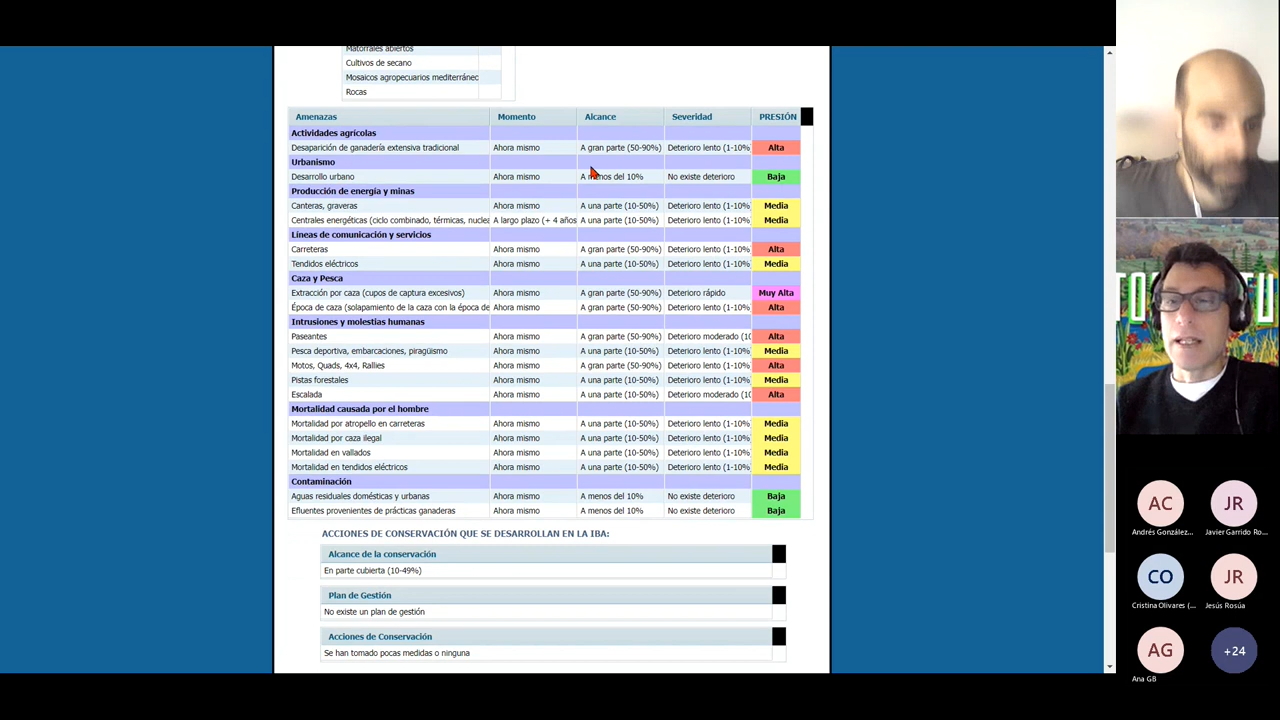 Matorrales abiertos
Cultivos de secano
Mosaicos agropecuarios mediterránec
Rocas
Amenazas Momento Alcance Severidad PRESIÓN
Actividades agrícolas
Desaparición de ganadería extensiva tradicional Ahora mismo A gran parte (50-90%) Deterioro lento (1-10% Alta
Urbanismo
Desarrollo urbano Ahora mismo A menos del 10% No existe deterioro Baja
Producción de energía y minas
Canteras, graveras Ahora mismo A una parte (10-50%) Deterioro lento (1-10% Media
Centrales energéticas (ciclo combinado, térmicas, nuclea A largo plazo (+ 4 años A una parte (10-50%) Deterioro lento (1-10% Media
Líneas de comunicación y servicios
Carreteras Ahora mismo A gran parte (50-90%) Deterioro lento (1-10% Alta
Tendidos eléctricos Ahora mismo A una parte (10-50%) Deterioro lento (1-10% Media
Caza y Pesca
Extracción por caza (cupos de captura excesivos) Ahora mismo A gran parte (50-90%) Deterioro rápido Muy Alta
Época de caza (solapamiento de la caza con la época de Ahora mismo A gran parte (50-90%) Deterioro lento (1-10% Alta
Intrusiones y molestias humanas
Paseantes Ahora mismo A gran parte (50-90%) Deterioro moderado (10 Alta
Pesca deportiva, embarcaciones, piragüismo Ahora mismo A una parte (10-50%) Deterioro lento (1-10% Media
Motos, Quads, 4x4, Rallies Ahora mismo A gran parte (50-90%) Deterioro lento (1-10% Alta
Pistas forestales Ahora mismo A una parte (10-50%) Deterioro lento (1-10% Media
Escalada Ahora mismo A una parte (10-50%) Deterioro moderado (10 Alta
Mortalidad causada por el hombre
Mortalidad por atropello en carreteras Ahora mismo A una parte (10-50%) Deterioro lento (1-10% Media
Mortalidad por caza ilegal Ahora mismo A una parte (10-50%) Deterioro lento (1-10% Media
Mortalidad en vallados Ahora mismo A una parte (10-50%) Deterioro lento (1-10% Media
Mortalidad en tendidos eléctricos Ahora mismo A una parte (10-50%) Deterioro lento (1-10% Media
Contaminación
Aguas residuales domésticas y urbanas Ahora mismo A menos del 10% No existe deterioro Baja
Efluentes provenientes de prácticas ganaderas Ahora mismo A menos del 10% No existe deterioro Baja
ACCIONES DE CONSERVACIÓN QUE SE DESARROLLAN EN LA IBA:
Alcance de la conservación
En parte cubierta (10-49%)
Plan de Gestión
No existe un plan de gestión
Acciones de Conservación
Se han tomado pocas medidas o ninguna
AC JR
Andrés González... Javier Garrido Ro...
CO JR
Cristina Olivares (... Jesús Rosúa
AG +24
Ana GB